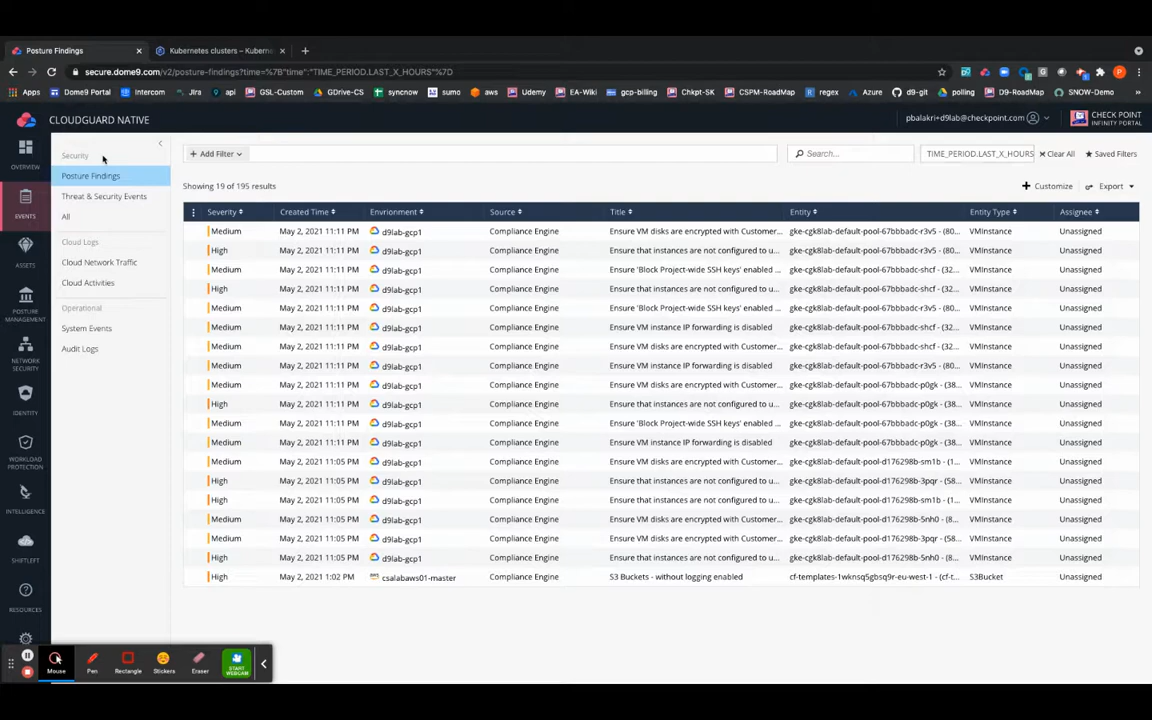 Posture Findings
Kubernetes clusters – Kuberne
secure.dome9.com/v2/posture-findings?time=%7B"time":"TIME_PERIOD.LAST_X_HOURS"%7D
Apps Dome9 Portal Intercom Jira api GSL-Custom GDrive-CS syncnow sumo aws Udemy EA-Wiki gcp-billing Chkpt-SK CSPM-RoadMap regex Azure d9-git polling D9-RoadMap SNOW-Demo
CLOUDGUARD NATIVE
pbalakri+d9lab@checkpoint.com
CHECK POINT
INFINITY PORTAL
OVERVIEW
EVENTS
ASSETS
POSTURE
MANAGEMENT
NETWORK
SECURITY
IDENTITY
WORKLOAD
PROTECTION
INTELLIGENCE
SHIFTLEFT
RESOURCES
Security
Posture Findings
Threat & Security Events
All
Cloud Logs
Cloud Network Traffic
Cloud Activities
Operational
System Events
Audit Logs
Add Filter
Search...
TIME_PERIOD.LAST_X_HOURS
Clear All
Saved Filters
Showing 19 of 195 results
Customize
Export
Severity Created Time Envrionment Source Title Entity Entity Type Assignee
Medium May 2, 2021 11:11 PM d9lab-gcp1 Compliance Engine Ensure VM disks are encrypted with Customer... gke-cgk8lab-default-pool-67bbbadc-r3v5 - (80... VMInstance Unassigned
High May 2, 2021 11:11 PM d9lab-gcp1 Compliance Engine Ensure that instances are not configured to u... gke-cgk8lab-default-pool-67bbbadc-r3v5 - (80... VMInstance Unassigned
Medium May 2, 2021 11:11 PM d9lab-gcp1 Compliance Engine Ensure 'Block Project-wide SSH keys' enabled ... gke-cgk8lab-default-pool-67bbbadc-shcf - (32... VMInstance Unassigned
High May 2, 2021 11:11 PM d9lab-gcp1 Compliance Engine Ensure that instances are not configured to u... gke-cgk8lab-default-pool-67bbbadc-shcf - (32... VMInstance Unassigned
Medium May 2, 2021 11:11 PM d9lab-gcp1 Compliance Engine Ensure 'Block Project-wide SSH keys' enabled ... gke-cgk8lab-default-pool-67bbbadc-r3v5 - (80... VMInstance Unassigned
Medium May 2, 2021 11:11 PM d9lab-gcp1 Compliance Engine Ensure VM instance IP forwarding is disabled gke-cgk8lab-default-pool-67bbbadc-shcf - (32... VMInstance Unassigned
Medium May 2, 2021 11:11 PM d9lab-gcp1 Compliance Engine Ensure VM disks are encrypted with Customer... gke-cgk8lab-default-pool-67bbbadc-shcf - (32... VMInstance Unassigned
Medium May 2, 2021 11:11 PM d9lab-gcp1 Compliance Engine Ensure VM instance IP forwarding is disabled gke-cgk8lab-default-pool-67bbbadc-r3v5 - (80... VMInstance Unassigned
Medium May 2, 2021 11:11 PM d9lab-gcp1 Compliance Engine Ensure VM disks are encrypted with Customer... gke-cgk8lab-default-pool-67bbbadc-p0gk - (38... VMInstance Unassigned
High May 2, 2021 11:11 PM d9lab-gcp1 Compliance Engine Ensure that instances are not configured to u... gke-cgk8lab-default-pool-67bbbadc-p0gk - (38... VMInstance Unassigned
Medium May 2, 2021 11:11 PM d9lab-gcp1 Compliance Engine Ensure 'Block Project-wide SSH keys' enabled ... gke-cgk8lab-default-pool-67bbbadc-p0gk - (38... VMInstance Unassigned
Medium May 2, 2021 11:11 PM d9lab-gcp1 Compliance Engine Ensure VM instance IP forwarding is disabled gke-cgk8lab-default-pool-67bbbadc-p0gk - (38... VMInstance Unassigned
Medium May 2, 2021 11:05 PM d9lab-gcp1 Compliance Engine Ensure VM disks are encrypted with Customer... gke-cgk8lab-default-pool-d176298b-sm1b - (1... VMInstance Unassigned
High May 2, 2021 11:05 PM d9lab-gcp1 Compliance Engine Ensure that instances are not configured to u... gke-cgk8lab-default-pool-d176298b-3pqr - (58... VMInstance Unassigned
High May 2, 2021 11:05 PM d9lab-gcp1 Compliance Engine Ensure that instances are not configured to u... gke-cgk8lab-default-pool-d176298b-sm1b - (1... VMInstance Unassigned
Medium May 2, 2021 11:05 PM d9lab-gcp1 Compliance Engine Ensure VM disks are encrypted with Customer... gke-cgk8lab-default-pool-d176298b-5nh0 - (8... VMInstance Unassigned
Medium May 2, 2021 11:05 PM d9lab-gcp1 Compliance Engine Ensure VM disks are encrypted with Customer... gke-cgk8lab-default-pool-d176298b-3pqr - (58... VMInstance Unassigned
High May 2, 2021 11:05 PM d9lab-gcp1 Compliance Engine Ensure that instances are not configured to u... gke-cgk8lab-default-pool-d176298b-5nh0 - (8... VMInstance Unassigned
High May 2, 2021 1:02 PM csalabaws01-master Compliance Engine S3 Buckets - without logging enabled cf-templates-1wknsq5gbsq9r-eu-west-1 - (cf-t... S3Bucket Unassigned
Mouse Pen Rectangle Stickers Eraser START WEBCAM